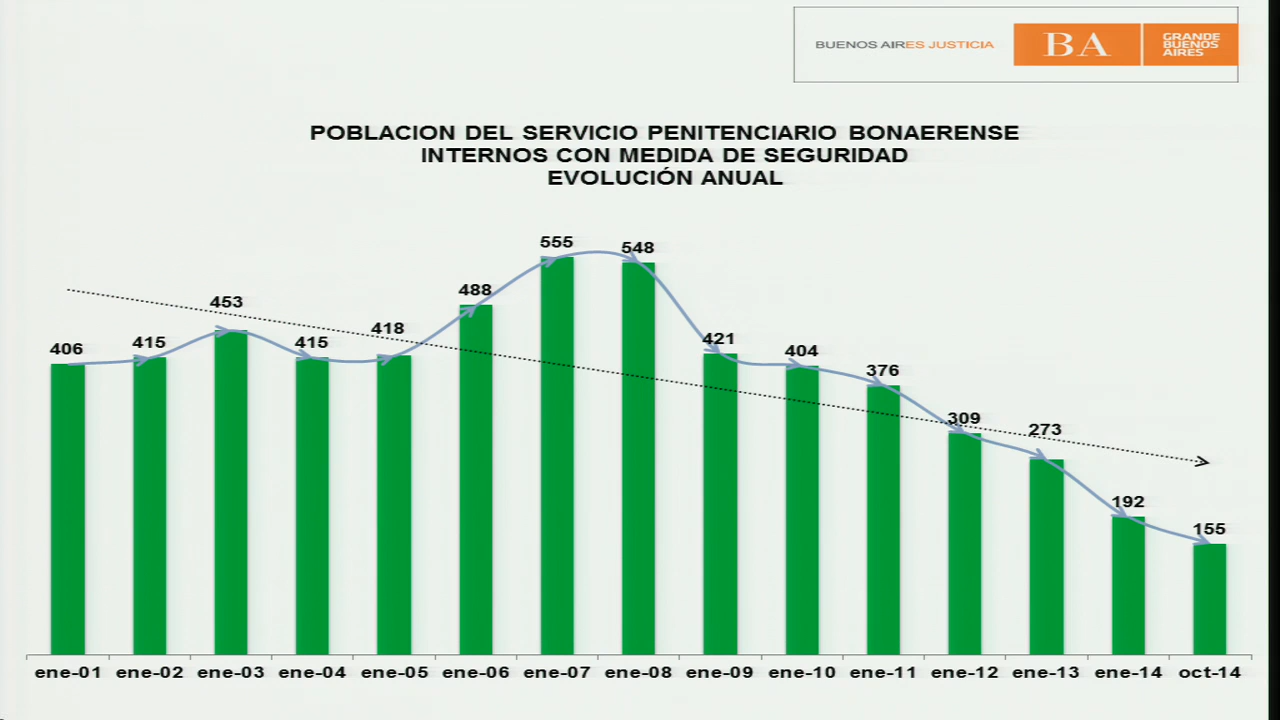 BUENOS AIRES JUSTICIA
BA
GRANDE
BUENOS
AIRES
POBLACION DEL SERVICIO PENITENCIARIO BONAERENSE
INTERNOS CON MEDIDA DE SEGURIDAD
EVOLUCIÓN ANUAL
406 415 453 415 418 488 555 548 421 404 376 309 273 192 155
ene-01 ene-02 ene-03 ene-04 ene-05 ene-06 ene-07 ene-08 ene-09 ene-10 ene-11 ene-12 ene-13 ene-14 oct-14